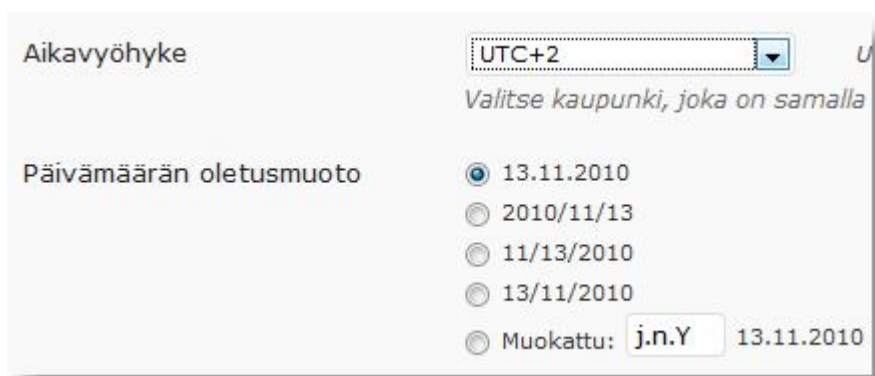 Aikavyöhyke UTC+2 U
Valitse kaupunki, joka on samalla
Päivämäärän oletusmuoto 13.11.2010
2010/11/13
11/13/2010
13/11/2010
Muokattu: j.n.Y 13.11.2010